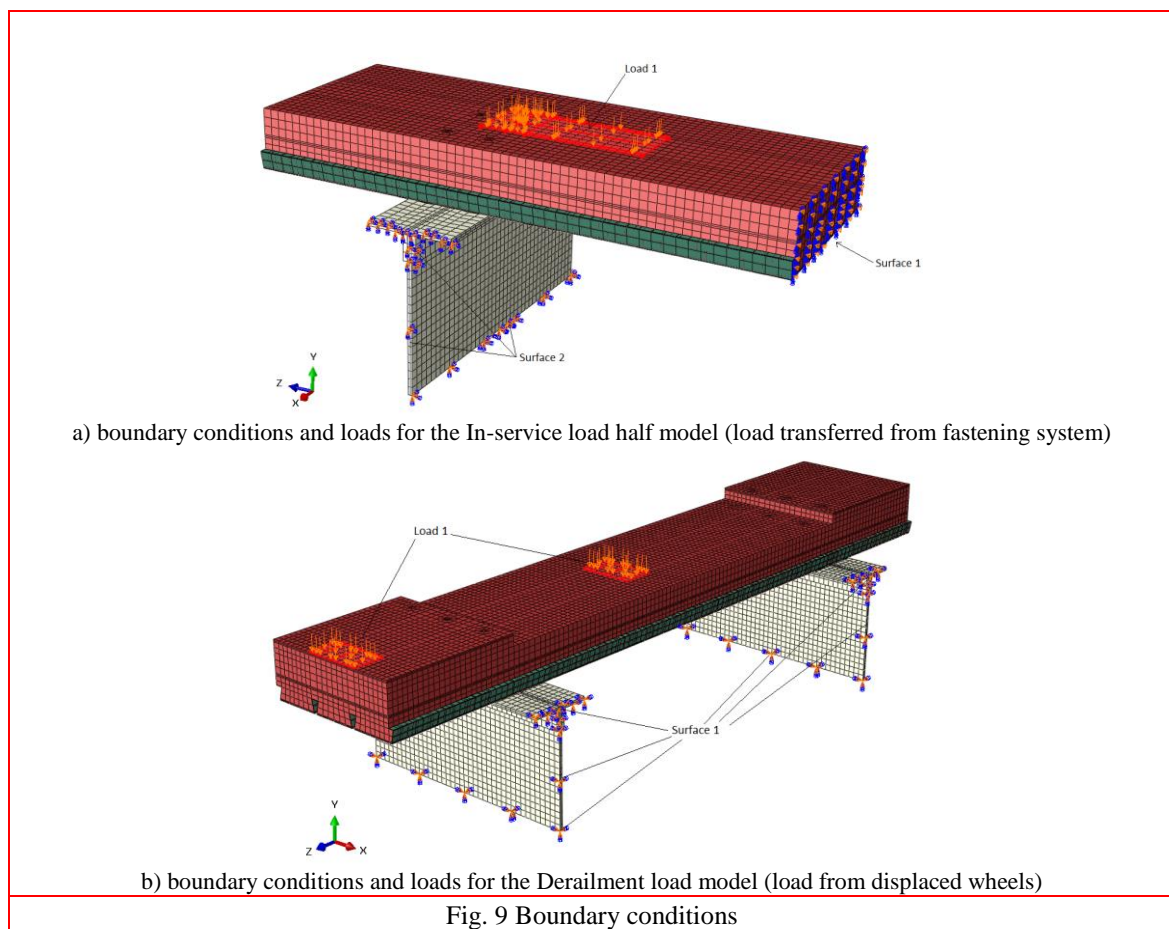 Load 1
Surface 1
Surface 2
Y
Z
X
a) boundary conditions and loads for the In-service load half model (load transferred from fastening system)
Load 1
Surface 1
Y
Z
X
b) boundary conditions and loads for the Derailment load model (load from displaced wheels)
Fig. 9 Boundary conditions